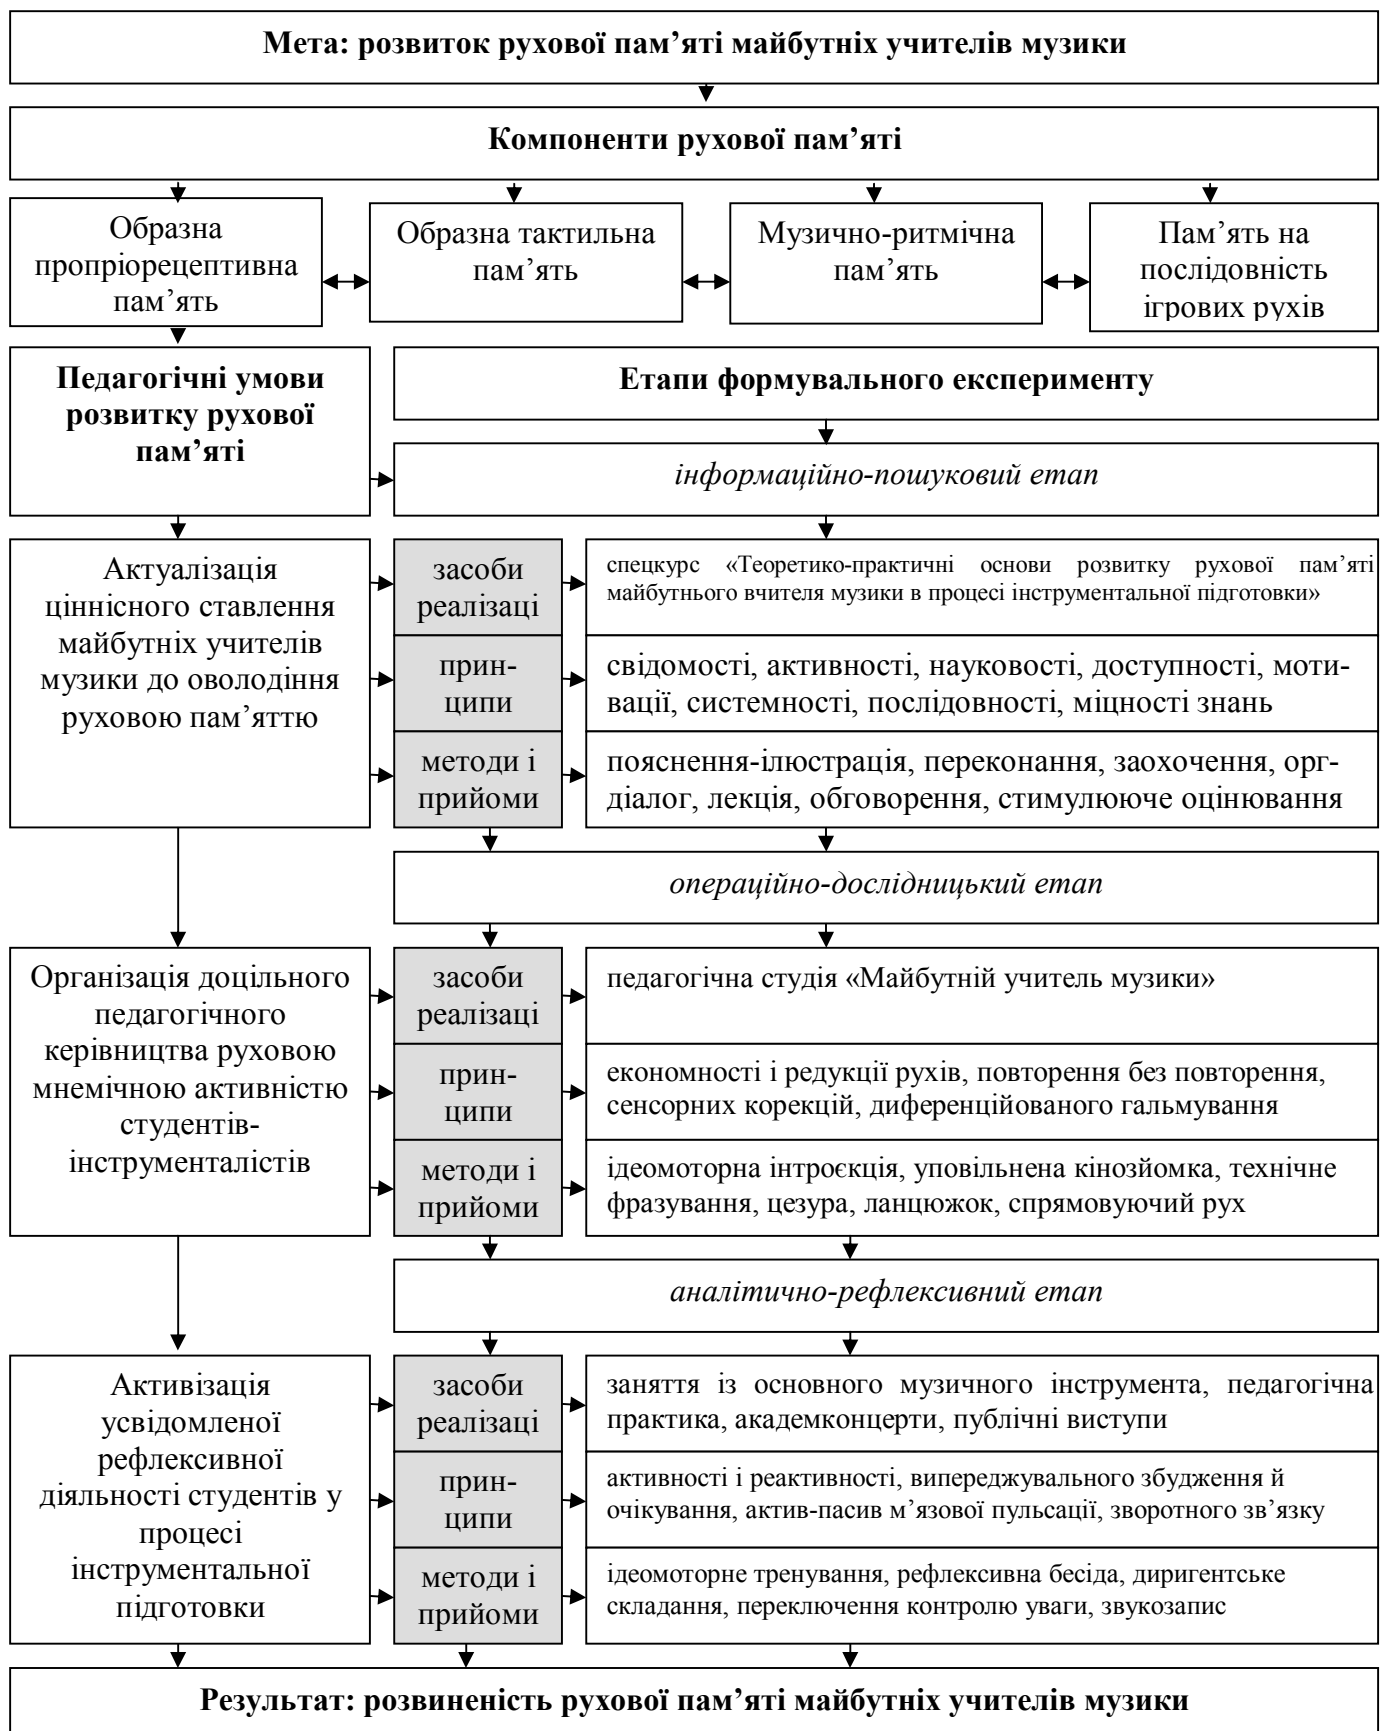 Мета: розвиток рухової пам’яті майбутніх учителів музики
Компоненти рухової пам’яті
Образна
пропріорецептивна
пам’ять
Образна тактильна
пам’ять
Музично-ритмічна
пам’ять
Пам’ять на
послідовність
ігрових рухів
Педагогічні умови
розвитку рухової
пам’яті
Етапи формувального експерименту
інформаційно-пошуковий етап
Актуалізація
ціннісного ставлення
майбутніх учителів
музики до оволодіння
руховою пам’яттю
засоби
реалізаці
спецкурс «Теоретико-практичні основи розвитку рухової пам’яті
майбутнього вчителя музики в процесі інструментальної підготовки»
прин-
ципи
свідомості, активності, науковості, доступності, моти-
вації, системності, послідовності, міцності знань
методи і
прийоми
пояснення-ілюстрація, переконання, заохочення, орг-
діалог, лекція, обговорення, стимулююче оцінювання
операційно-дослідницький етап
Організація доцільного
педагогічного
керівництва руховою
мнемічною активністю
студентів-
інструменталістів
засоби
реалізаці
педагогічна студія «Майбутній учитель музики»
прин-
ципи
економності і редукції рухів, повторення без повторення,
сенсорних корекцій, диференційованого гальмування
методи і
прийоми
ідеомоторна інтроєкція, уповільнена кінозйомка, технічне
фразування, цезура, ланцюжок, спрямовуючий рух
аналітично-рефлексивний етап
Активізація
усвідомленої
рефлексивної
діяльності студентів у
процесі
інструментальної
підготовки
засоби
реалізаці
заняття із основного музичного інструмента, педагогічна
практика, академконцерти, публічні виступи
прин-
ципи
активності і реактивності, випереджувального збудження й
очікування, актив-пасив м’язової пульсації, зворотного зв’язку
методи і
прийоми
ідеомоторне тренування, рефлексивна бесіда, диригентське
складання, переключення контролю уваги, звукозапис
Результат: розвиненість рухової пам’яті майбутніх учителів музики